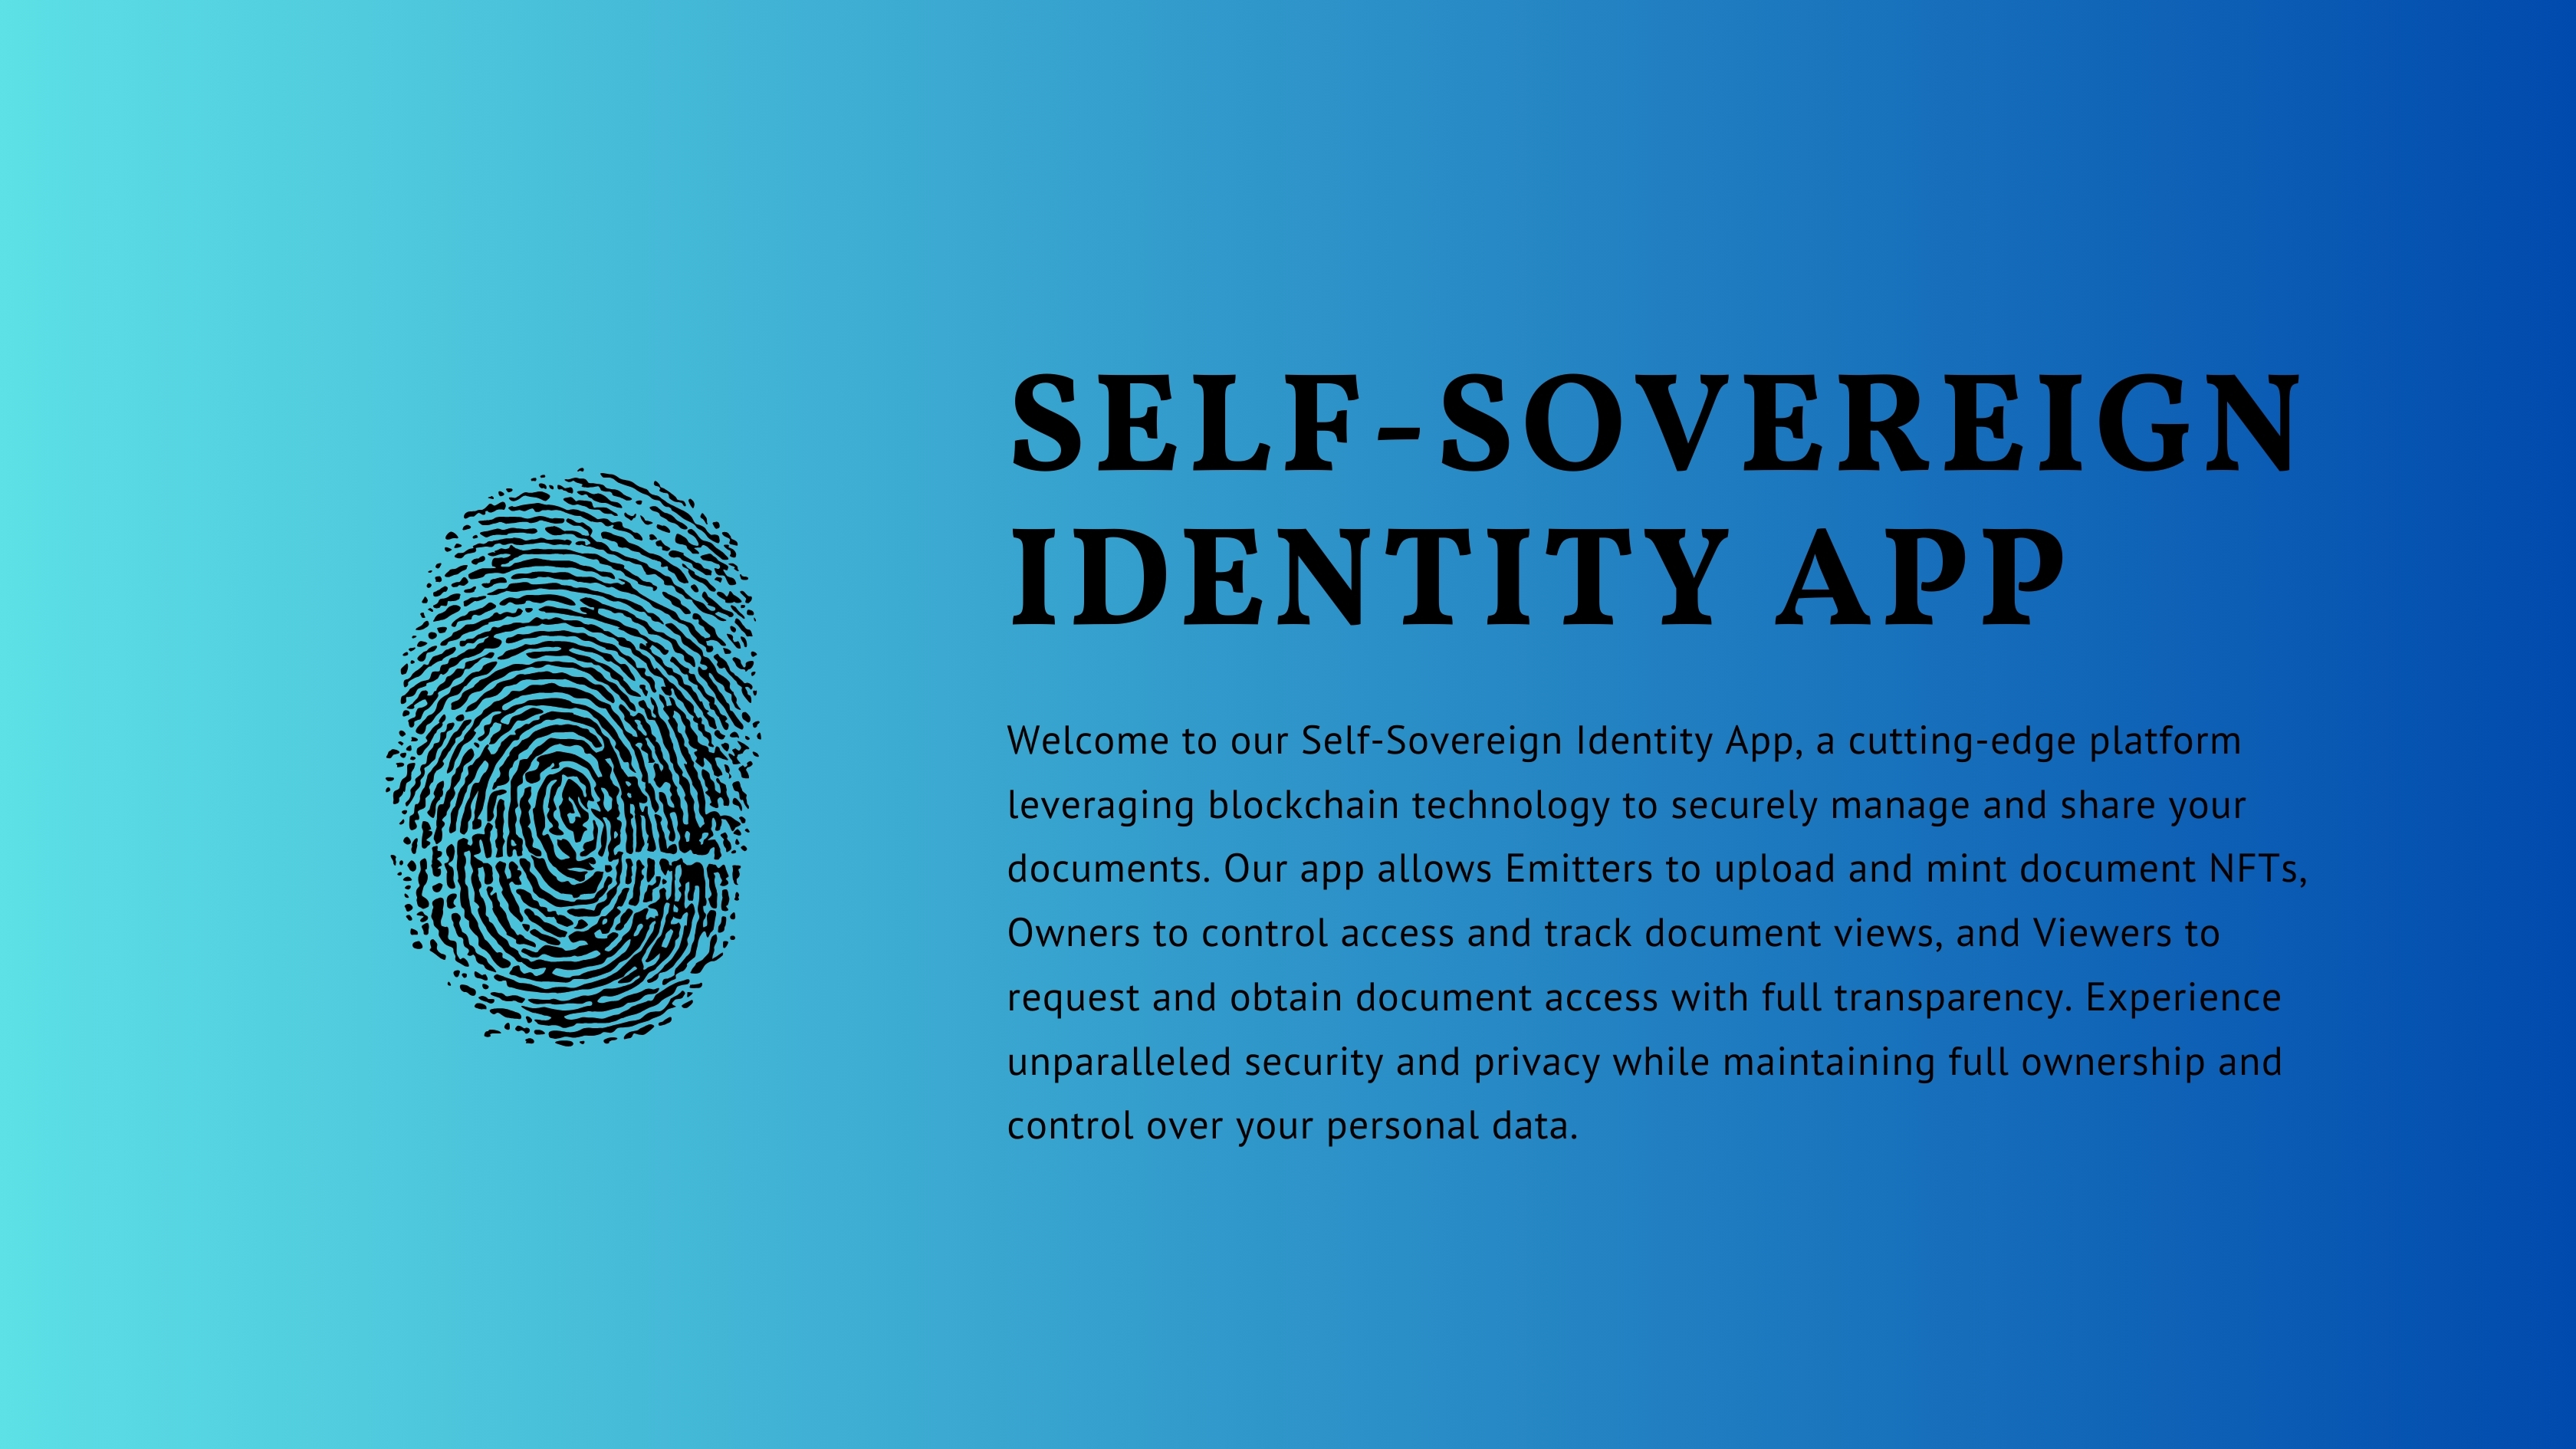 SELF-SOVEREIGN
IDENTITY APP
Welcome to our Self-Sovereign Identity App, a cutting-edge platform
leveraging blockchain technology to securely manage and share your
documents. Our app allows Emitters to upload and mint document NFTs,
Owners to control access and track document views, and Viewers to
request and obtain document access with full transparency. Experience
unparalleled security and privacy while maintaining full ownership and
control over your personal data.